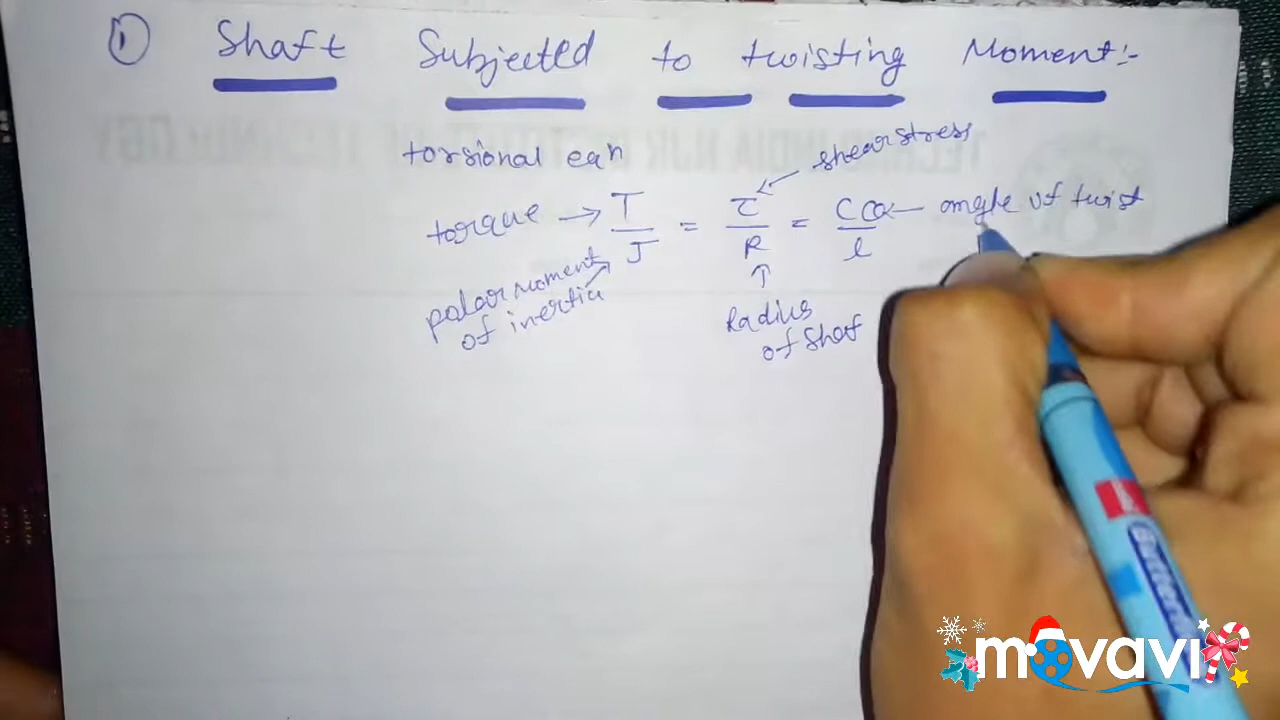 ① Shaft Subjected to twisting Moment:-
torsional eqn
shear stress
torque → T/J = τ/R = Cα/l — angle of twist
polar Moment
of inertia
Radius
of Shaf
movavi